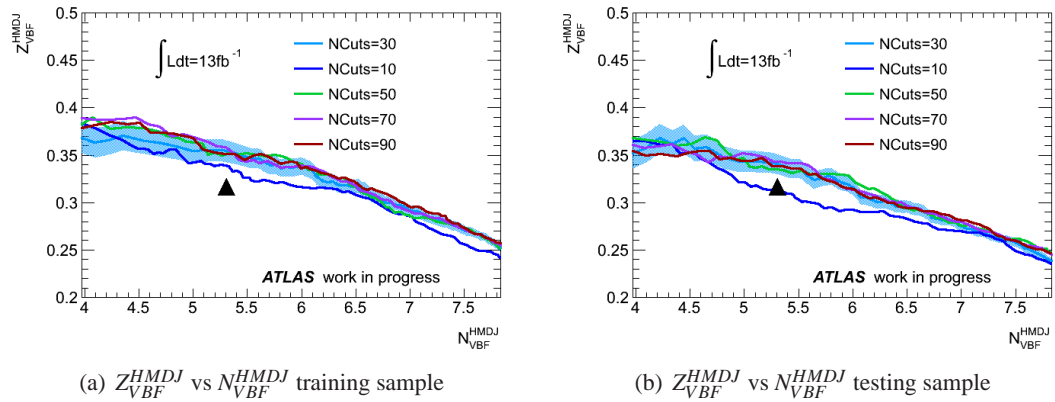 Z_VBF^HMDJ
0.5
0.45
0.4
0.35
0.3
0.25
0.2
∫ Ldt=13fb⁻¹
NCuts=30
NCuts=10
NCuts=50
NCuts=70
NCuts=90
ATLAS work in progress
4 4.5 5 5.5 6 6.5 7 7.5
N_VBF^HMDJ
(a) Z_VBF^HMDJ vs N_VBF^HMDJ training sample
Z_VBF^HMDJ
0.5
0.45
0.4
0.35
0.3
0.25
0.2
∫ Ldt=13fb⁻¹
NCuts=30
NCuts=10
NCuts=50
NCuts=70
NCuts=90
ATLAS work in progress
4 4.5 5 5.5 6 6.5 7 7.5
N_VBF^HMDJ
(b) Z_VBF^HMDJ vs N_VBF^HMDJ testing sample